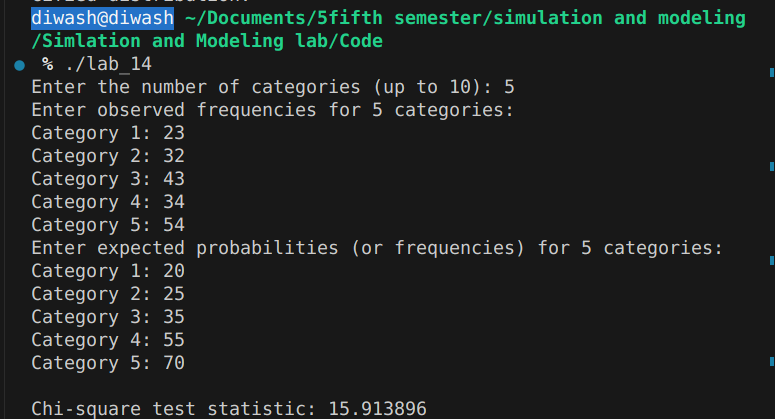 diwash@diwash ~/Documents/5fifth semester/simulation and modeling
/Simlation and Modeling lab/Code
% ./lab_14
Enter the number of categories (up to 10): 5
Enter observed frequencies for 5 categories:
Category 1: 23
Category 2: 32
Category 3: 43
Category 4: 34
Category 5: 54
Enter expected probabilities (or frequencies) for 5 categories:
Category 1: 20
Category 2: 25
Category 3: 35
Category 4: 55
Category 5: 70
Chi-square test statistic: 15.913896